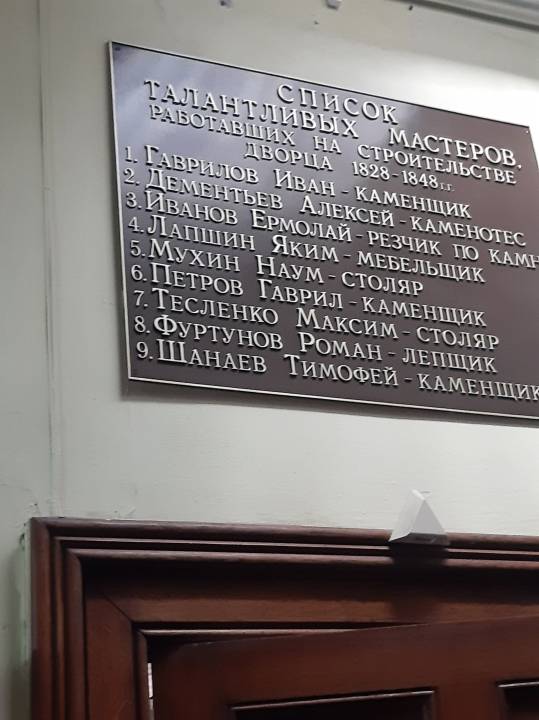 СПИСОК
ТАЛАНТЛИВЫХ МАСТЕРОВ.
РАБОТАВШИХ НА СТРОИТЕЛЬСТВЕ
ДВОРЦА 1828-1848 г.г.
1. ГАВРИЛОВ ИВАН - КАМЕНЩИК
2. ДЕМЕНТЬЕВ АЛЕКСЕЙ - КАМЕНОТЕС
3. ИВАНОВ ЕРМОЛАЙ - РЕЗЧИК ПО КАМН
4. ЛАПШИН ЯКИМ - МЕБЕЛЬЩИК
5. МУХИН НАУМ - СТОЛЯР
6. ПЕТРОВ ГАВРИЛ - КАМЕНЩИК
7. ТЕСЛЕНКО МАКСИМ - СТОЛЯР
8. ФУРТУНОВ РОМАН - ЛЕПЩИК
9. ШАНАЕВ ТИМОФЕЙ - КАМЕНЩИК